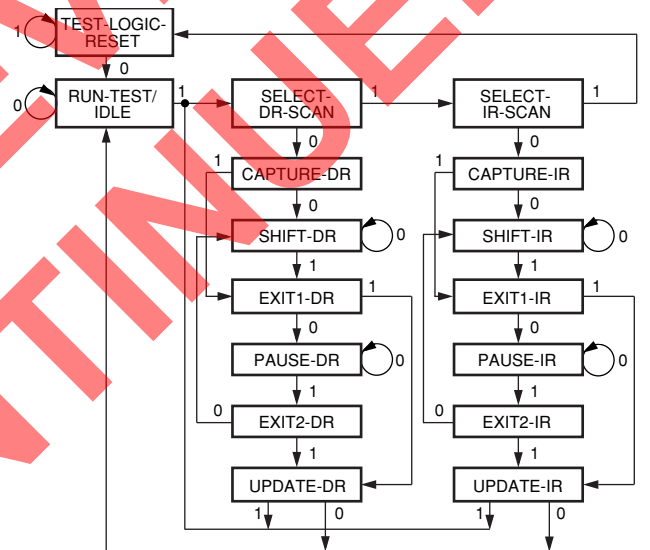 TEST-LOGIC-
RESET
1
0
RUN-TEST/
IDLE
0
1
SELECT-
DR-SCAN
1
SELECT-
IR-SCAN
1
0
0
1
CAPTURE-DR
1
CAPTURE-IR
0
0
SHIFT-DR
0
SHIFT-IR
0
1
1
EXIT1-DR
1
EXIT1-IR
1
0
0
PAUSE-DR
0
PAUSE-IR
0
1
1
0
EXIT2-DR
0
EXIT2-IR
1
1
UPDATE-DR
UPDATE-IR
1
0
1
0
NTINUE